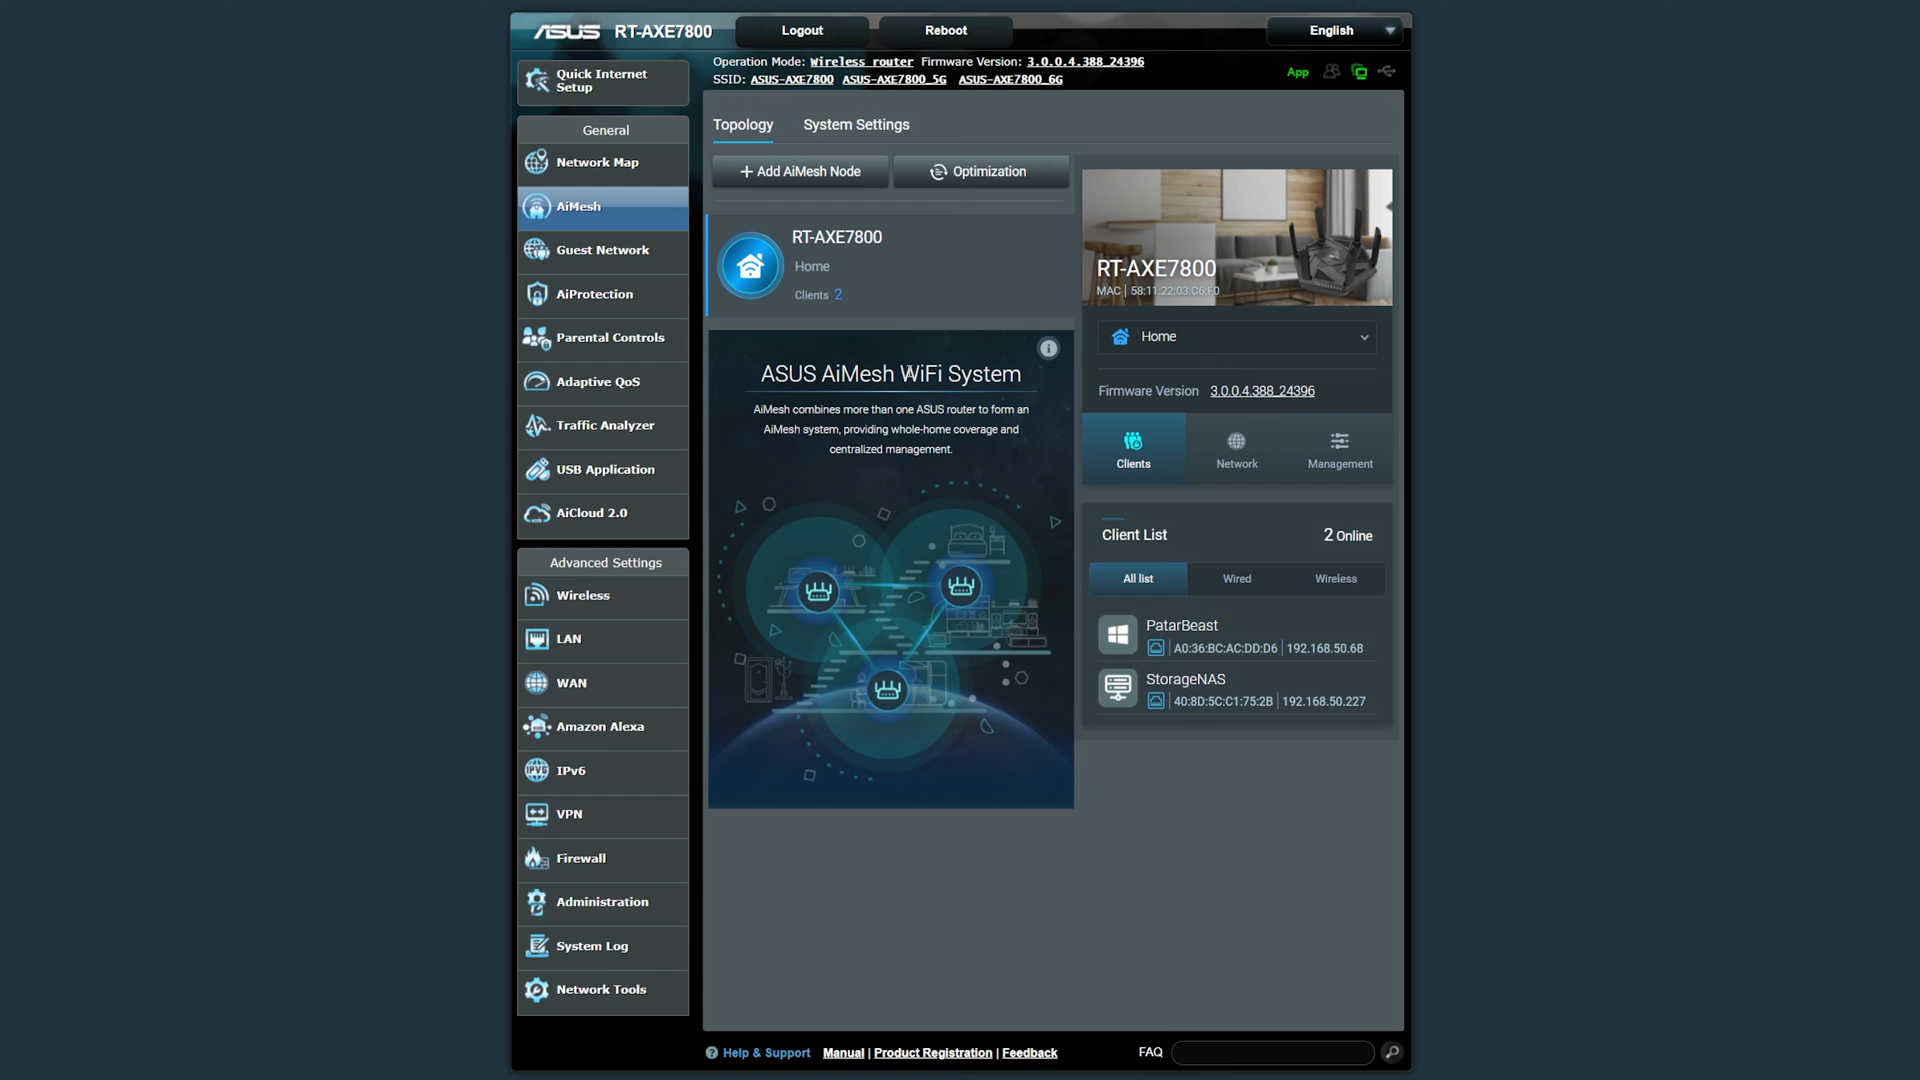 ASUS RT-AXE7800 Logout Reboot English
Operation Mode: Wireless router Firmware Version: 3.0.0.4.388_24396
SSID: ASUS-AXE7800 ASUS-AXE7800_5G ASUS-AXE7800_6G
App
Quick Internet
Setup
General
Network Map
AiMesh
Guest Network
AiProtection
Parental Controls
Adaptive QoS
Traffic Analyzer
USB Application
AiCloud 2.0
Advanced Settings
Wireless
LAN
WAN
Amazon Alexa
IPv6
VPN
Firewall
Administration
System Log
Network Tools
Topology System Settings
+ Add AiMesh Node Optimization
RT-AXE7800
Home
Clients 2
ASUS AiMesh WiFi System
AiMesh combines more than one ASUS router to form an
AiMesh system, providing whole-home coverage and
centralized management.
RT-AXE7800
MAC | 58:11:22:03:C6:F0
Home
Firmware Version 3.0.0.4.388_24396
Clients Network Management
Client List 2 Online
All list Wired Wireless
PatarBeast
A0:36:BC:AC:DD:D6 | 192.168.50.68
StorageNAS
40:8D:5C:C1:75:2B | 192.168.50.227
Help & Support Manual | Product Registration | Feedback FAQ